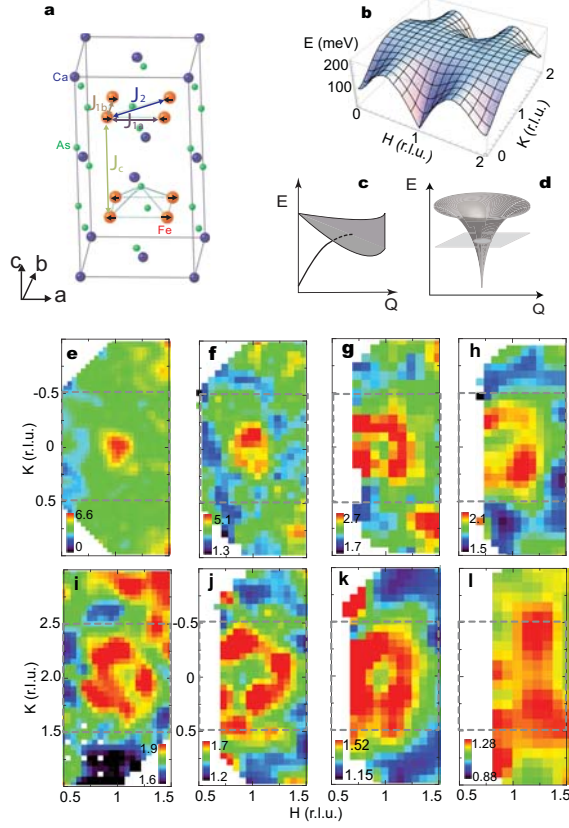 a
Ca
J1b
J2
J1a
As
Jc
Fe
c
b
a
b
E (meV)
200
100
0
1
2
H (r.l.u.)
0
1
2
K (r.l.u.)
c
E
Q
d
E
Q
e
f
g
h
-0.5
0
0.5
K (r.l.u.)
6.6
0
5.1
1.3
2.7
1.7
2.1
1.5
i
j
k
l
2.5
2.0
1.5
K (r.l.u.)
-0.5
0
0.5
1.9
1.6
1.7
1.2
1.52
1.15
1.28
0.88
0.5
1
1.5
0.5
1
1.5
0.5
1
1.5
0.5
1
1.5
H (r.l.u.)